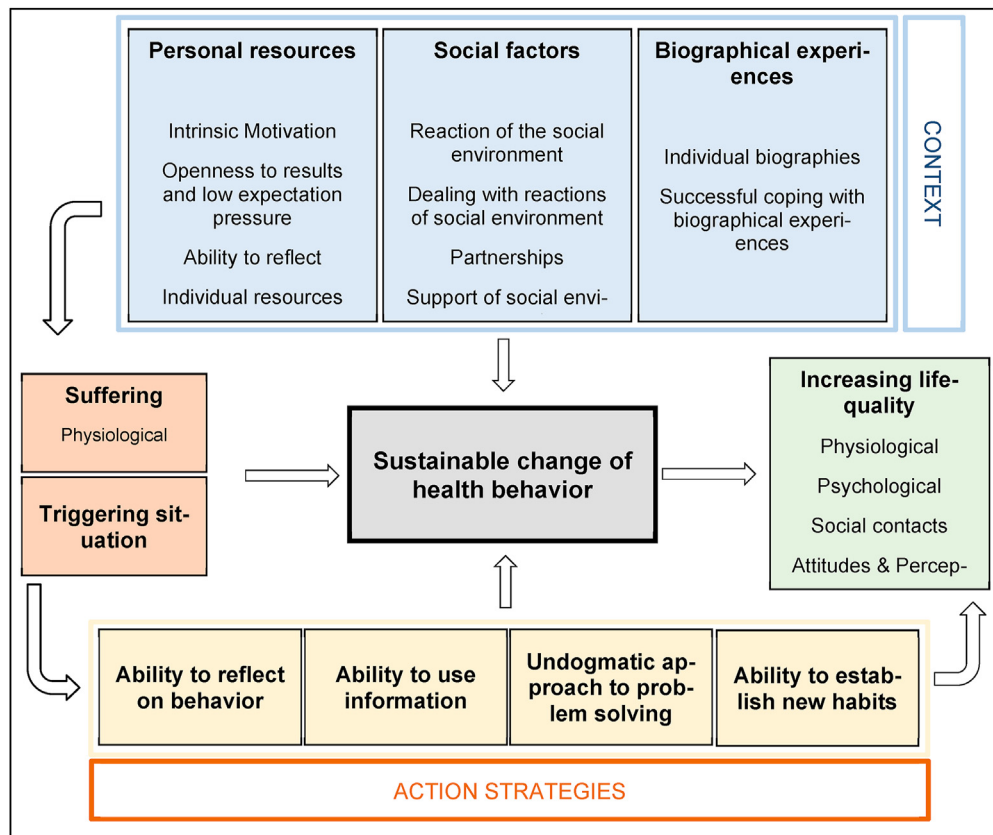 Personal resources
Intrinsic Motivation
Openness to results
and low expectation
pressure
Ability to reflect
Individual resources
Social factors
Reaction of the social
environment
Dealing with reactions
of social environment
Partnerships
Support of social envi-
Biographical experi-
ences
Individual biographies
Successful coping with
biographical experi-
ences
CONTEXT
Suffering
Physiological
Triggering sit-
uation
Sustainable change of
health behavior
Increasing life-
quality
Physiological
Psychological
Social contacts
Attitudes & Percep-
Ability to reflect
on behavior
Ability to use
information
Undogmatic ap-
proach to prob-
lem solving
Ability to estab-
lish new habits
ACTION STRATEGIES